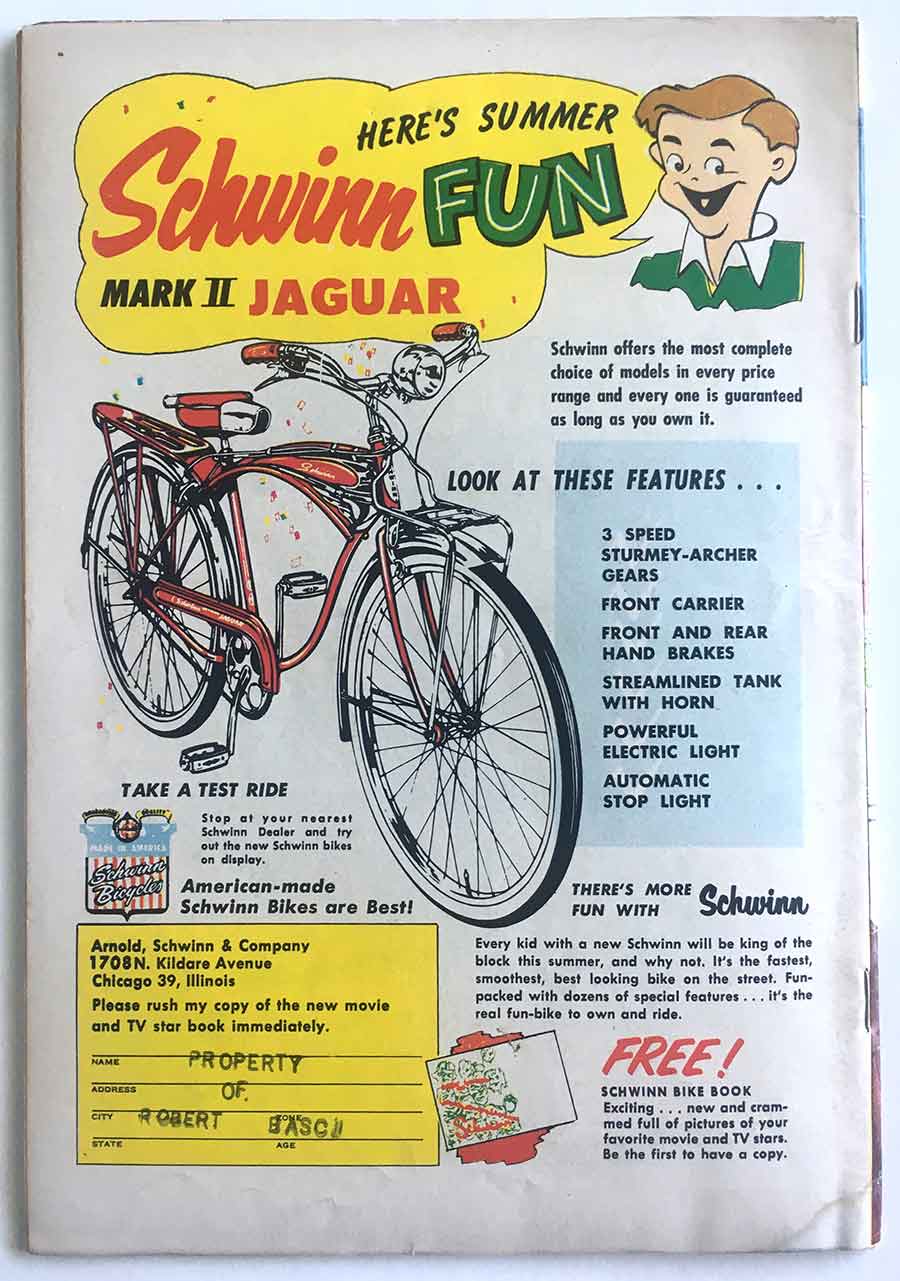 HERE'S SUMMER
Schwinn FUN
MARK II JAGUAR
Schwinn offers the most complete
choice of models in every price
range and every one is guaranteed
as long as you own it.
LOOK AT THESE FEATURES . . .
3 SPEED
STURMEY-ARCHER
GEARS
FRONT CARRIER
FRONT AND REAR
HAND BRAKES
STREAMLINED TANK
WITH HORN
POWERFUL
ELECTRIC LIGHT
AUTOMATIC
STOP LIGHT
Schwinn
Schwinn JAGUAR
TAKE A TEST RIDE
Stop at your nearest
Schwinn Dealer and try
out the new Schwinn bikes
on display.
QUALITY
MADE IN AMERICA
Schwinn
Bicycles
American-made
Schwinn Bikes are Best!
THERE'S MORE
FUN WITH Schwinn
Every kid with a new Schwinn will be king of the
block this summer, and why not. It's the fastest,
smoothest, best looking bike on the street. Fun-
packed with dozens of special features . . . it's the
real fun-bike to own and ride.
Arnold, Schwinn & Company
1708 N. Kildare Avenue
Chicago 39, Illinois
Please rush my copy of the new movie
and TV star book immediately.
NAME PROPERTY
ADDRESS OF
CITY ROBERT ZONE
STATE AGE
Schwinn
FREE!
SCHWINN BIKE BOOK
Exciting . . . new and cram-
med full of pictures of your
favorite movie and TV stars.
Be the first to have a copy.